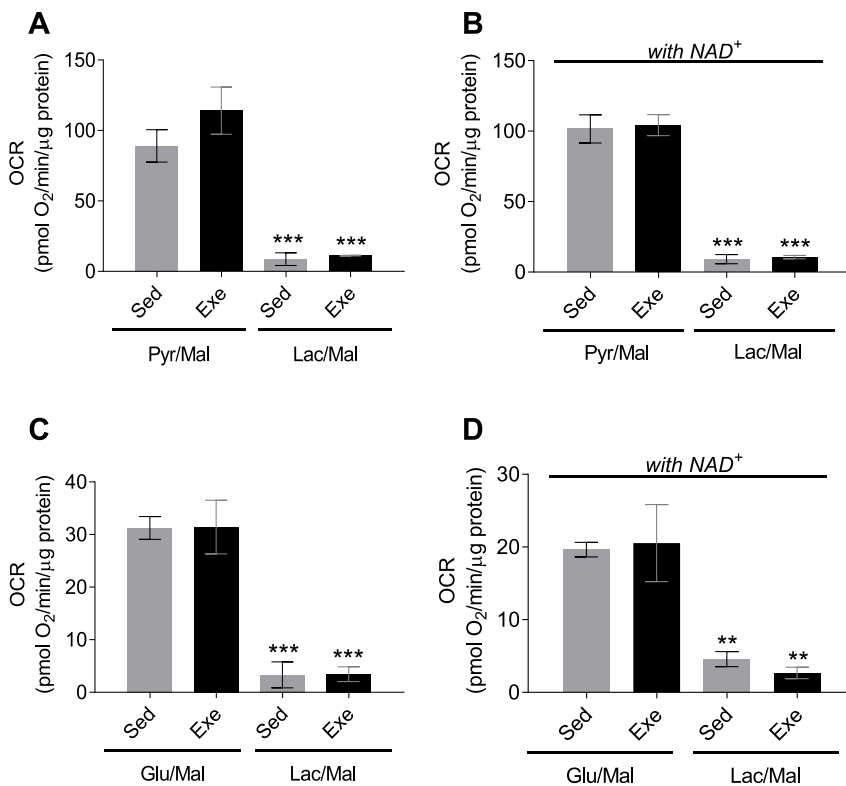 A
OCR
(pmol O₂/min/μg protein)
150
100
50
0
***
***
Sed
Exe
Sed
Exe
Pyr/Mal
Lac/Mal
B
with NAD⁺
OCR
(pmol O₂/min/μg protein)
150
100
50
0
***
***
Sed
Exe
Sed
Exe
Pyr/Mal
Lac/Mal
C
OCR
(pmol O₂/min/μg protein)
40
30
20
10
0
***
***
Sed
Exe
Sed
Exe
Glu/Mal
Lac/Mal
D
with NAD⁺
OCR
(pmol O₂/min/μg protein)
30
20
10
0
**
**
Sed
Exe
Sed
Exe
Glu/Mal
Lac/Mal